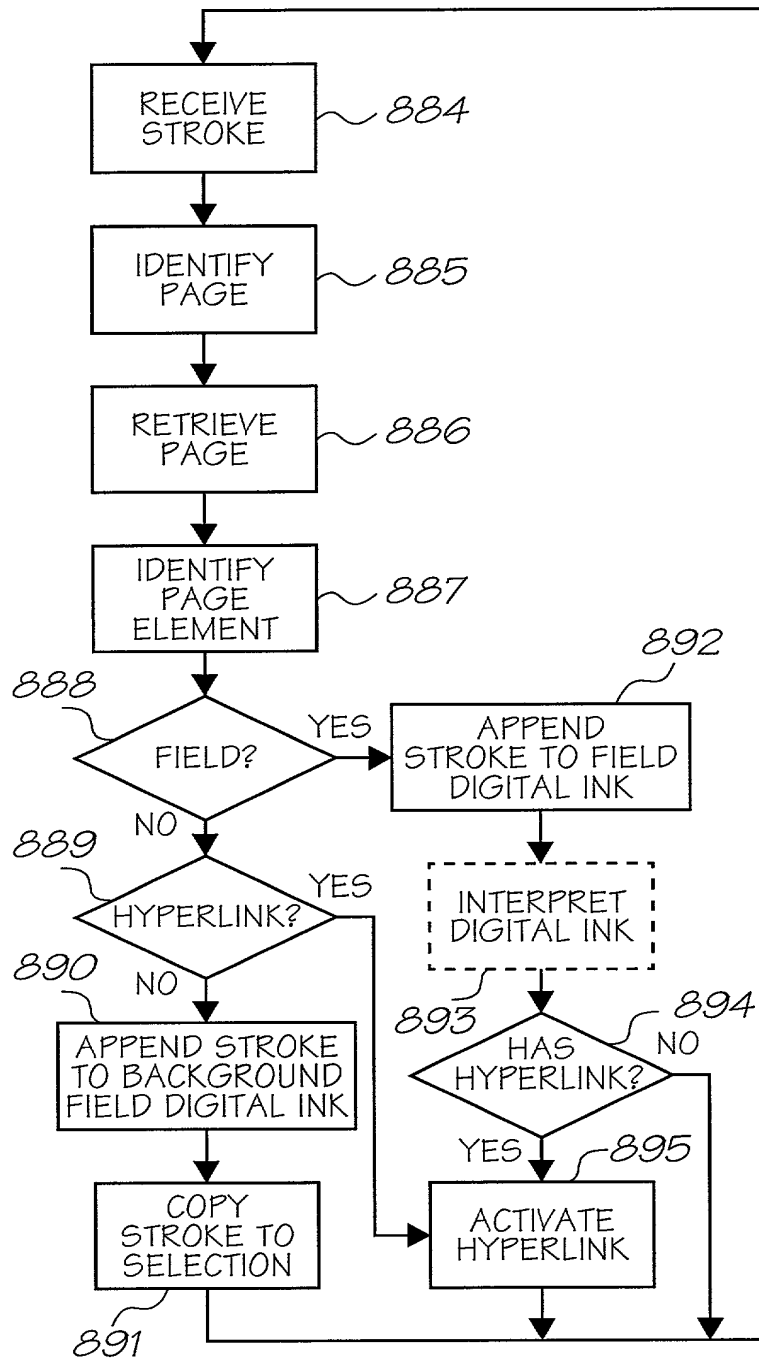 RECEIVE
STROKE
884
IDENTIFY
PAGE
885
RETRIEVE
PAGE
886
IDENTIFY
PAGE
ELEMENT
887
888
FIELD?
YES
NO
892
APPEND
STROKE TO FIELD
DIGITAL INK
889
HYPERLINK?
YES
NO
INTERPRET
DIGITAL INK
893
890
APPEND STROKE
TO BACKGROUND
FIELD DIGITAL INK
894
HAS
HYPERLINK?
NO
YES
895
COPY
STROKE TO
SELECTION
891
ACTIVATE
HYPERLINK